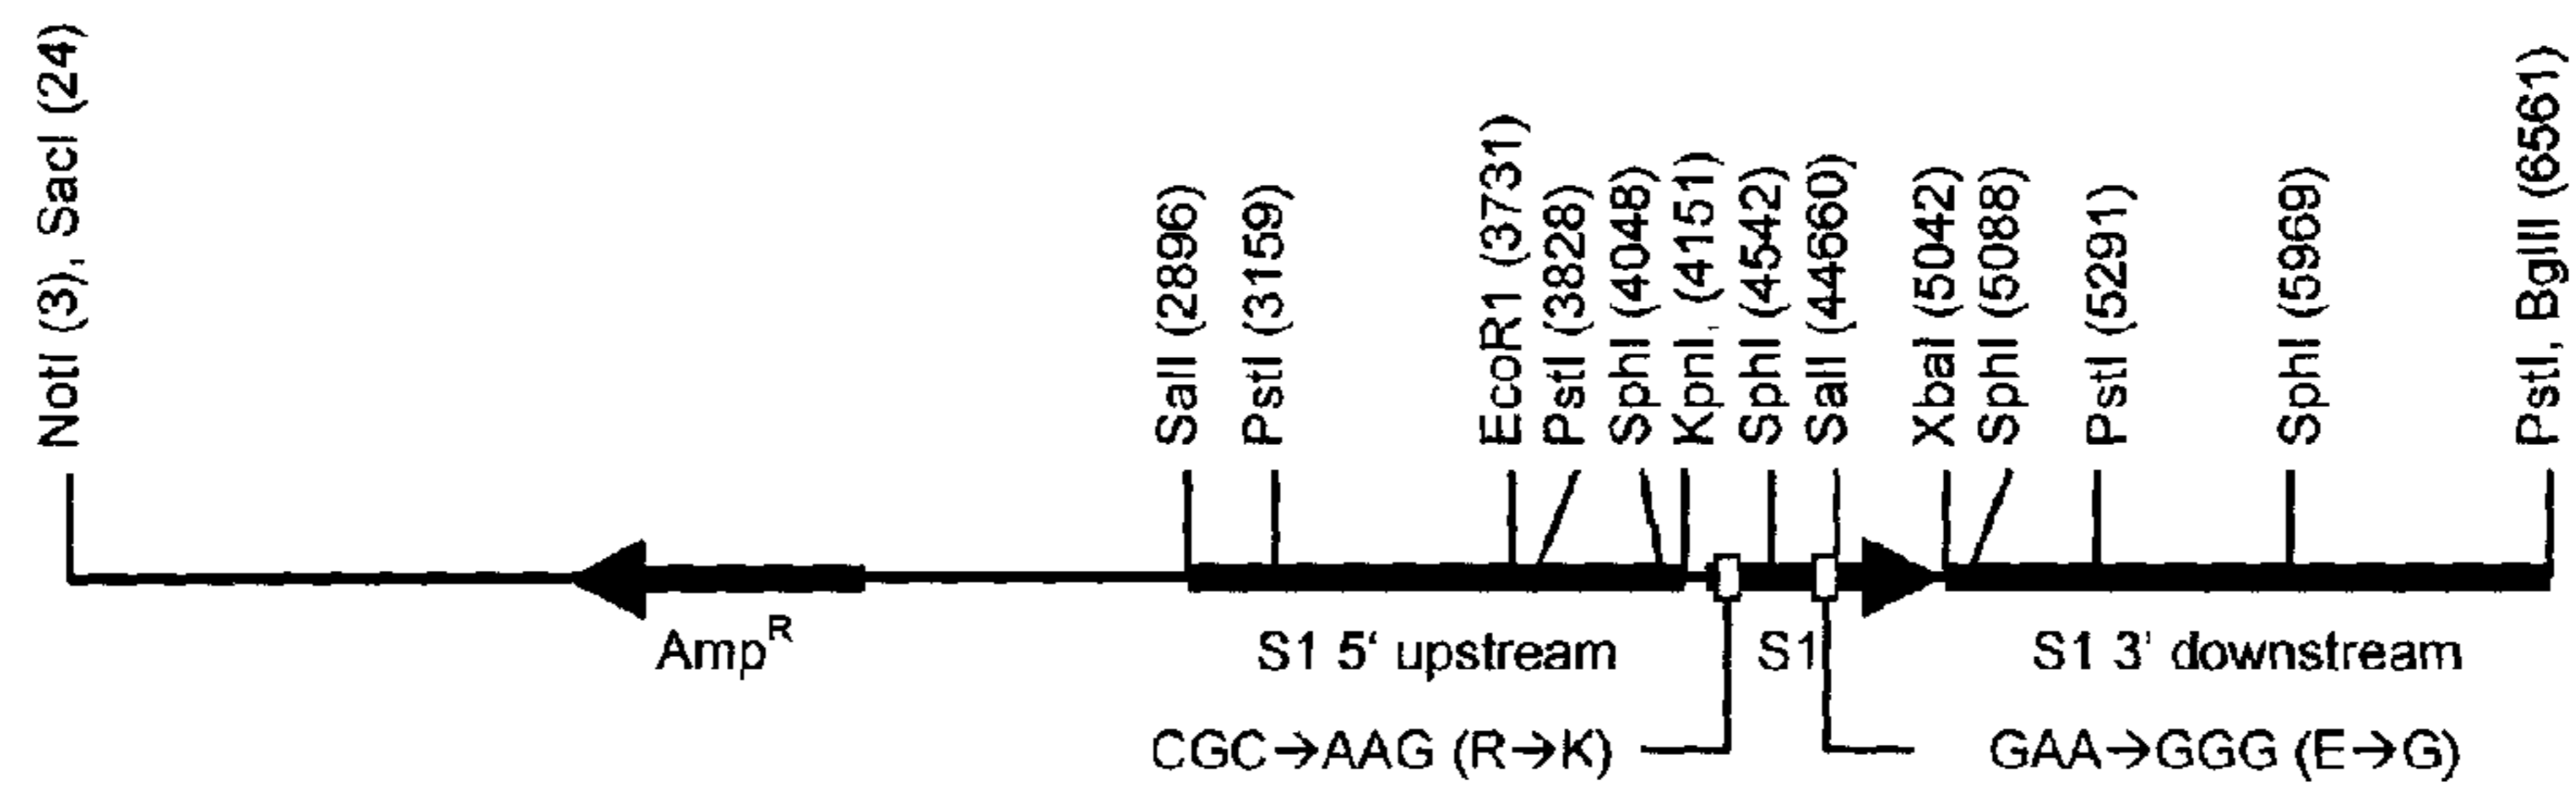 NotI (3), SacI (24)
SalI (2896)
PstI (3159)
EcoR1 (3731)
PstI (3828)
SphI (4048)
KpnI, (4151)
SphI (4542)
SalI (44660)
XbaI (5042)
SphI (5088)
PstI (5291)
SphI (5969)
PstI, BglII (6561)
Amp^R
S1 5‘ upstream
S1
S1 3' downstream
CGC→AAG (R→K)
GAA→GGG (E→G)